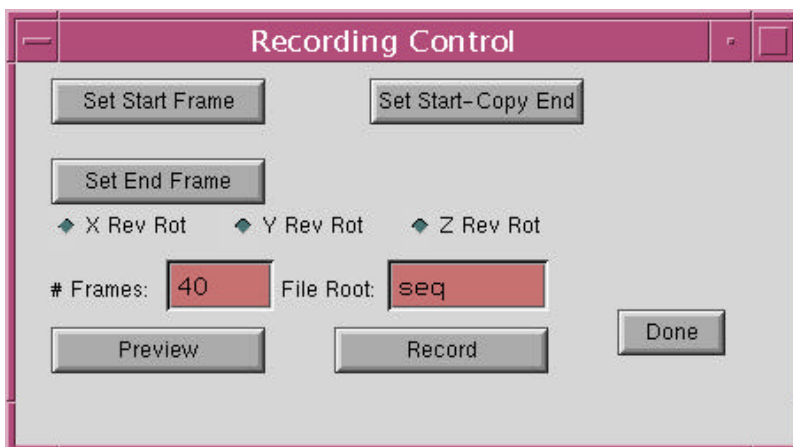 Recording Control
Set Start Frame Set Start-Copy End
Set End Frame
X Rev Rot Y Rev Rot Z Rev Rot
# Frames: 40 File Root: seq
Done
Preview Record